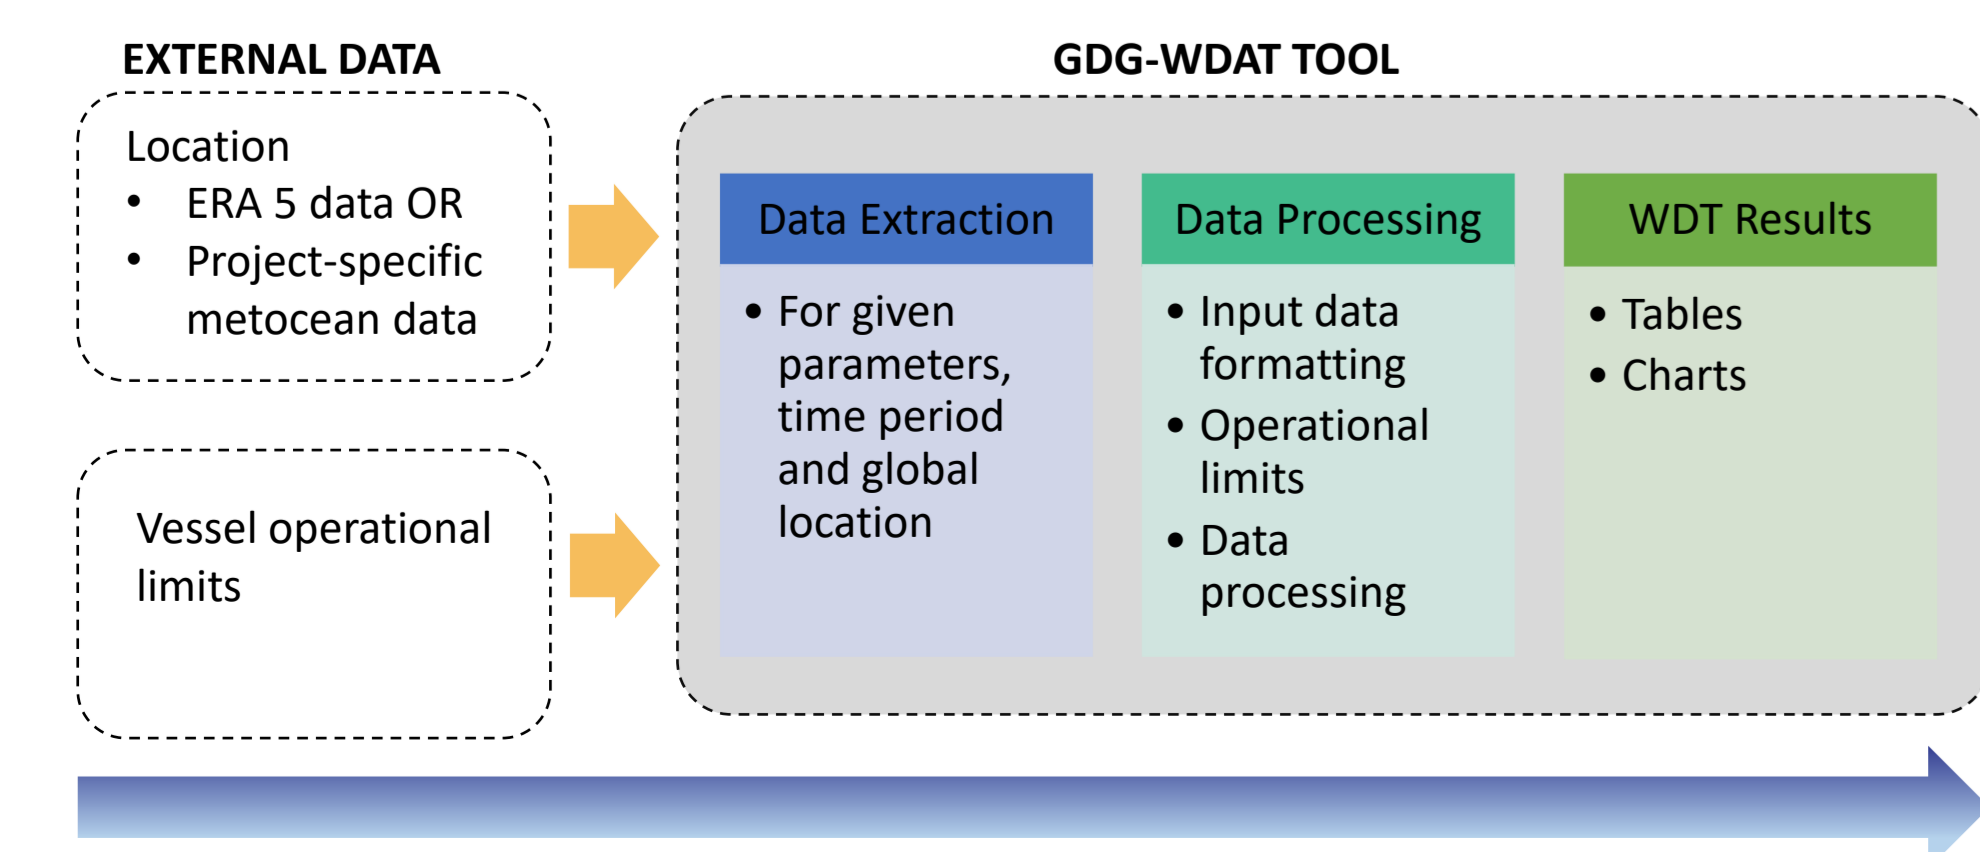 EXTERNAL DATA
Location
• ERA 5 data OR
• Project-specific
metocean data
Vessel operational
limits
GDG-WDAT TOOL
Data Extraction
• For given
parameters,
time period
and global
location
Data Processing
• Input data
formatting
• Operational
limits
• Data
processing
WDT Results
• Tables
• Charts